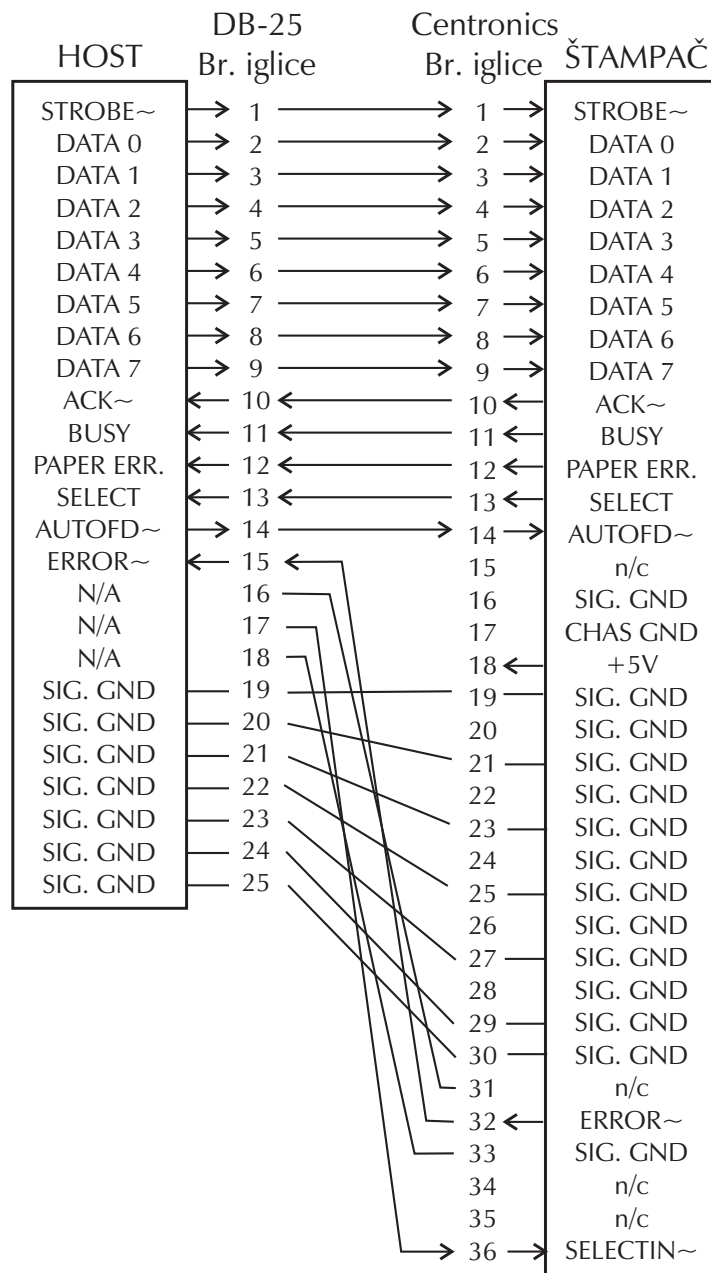 DB-25 Centronics
HOST Br. iglice Br. iglice ŠTAMPAČ
STROBE~ 1 1 STROBE~
DATA 0 2 2 DATA 0
DATA 1 3 3 DATA 1
DATA 2 4 4 DATA 2
DATA 3 5 5 DATA 3
DATA 4 6 6 DATA 4
DATA 5 7 7 DATA 5
DATA 6 8 8 DATA 6
DATA 7 9 9 DATA 7
ACK~ 10 10 ACK~
BUSY 11 11 BUSY
PAPER ERR. 12 12 PAPER ERR.
SELECT 13 13 SELECT
AUTOFD~ 14 14 AUTOFD~
ERROR~ 15 15 n/c
N/A 16 16 SIG. GND
N/A 17 17 CHAS GND
N/A 18 18 +5V
SIG. GND 19 19 SIG. GND
SIG. GND 20 20 SIG. GND
SIG. GND 21 21 SIG. GND
SIG. GND 22 22 SIG. GND
SIG. GND 23 23 SIG. GND
SIG. GND 24 24 SIG. GND
SIG. GND 25 25 SIG. GND
26 SIG. GND
27 SIG. GND
28 SIG. GND
29 SIG. GND
30 SIG. GND
31 n/c
32 ERROR~
33 SIG. GND
34 n/c
35 n/c
36 SELECTIN~